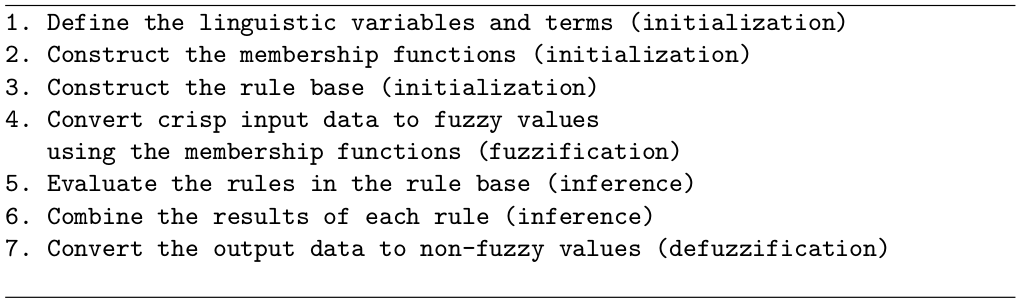 1. Define the linguistic variables and terms (initialization)
2. Construct the membership functions (initialization)
3. Construct the rule base (initialization)
4. Convert crisp input data to fuzzy values
using the membership functions (fuzzification)
5. Evaluate the rules in the rule base (inference)
6. Combine the results of each rule (inference)
7. Convert the output data to non-fuzzy values (defuzzification)